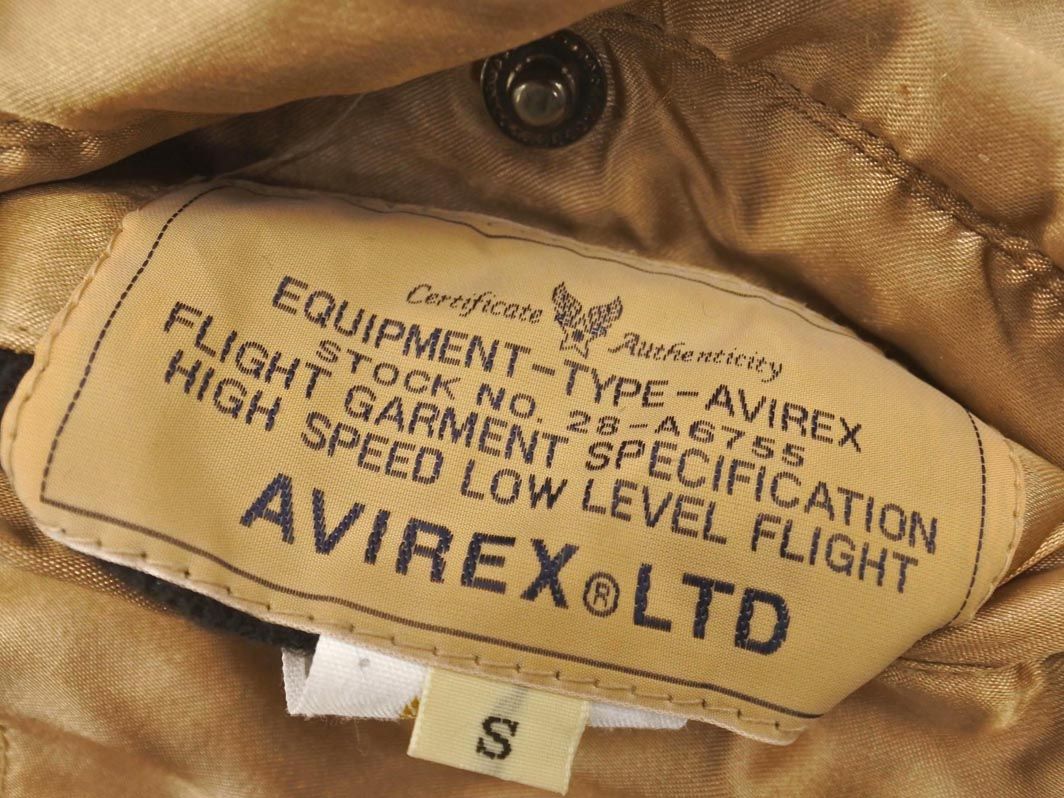 Certificate Authenticity
EQUIPMENT-TYPE-AVIREX
STOCK NO. 28-A6755
FLIGHT GARMENT SPECIFICATION
HIGH SPEED LOW LEVEL FLIGHT
AVIREX® LTD
S